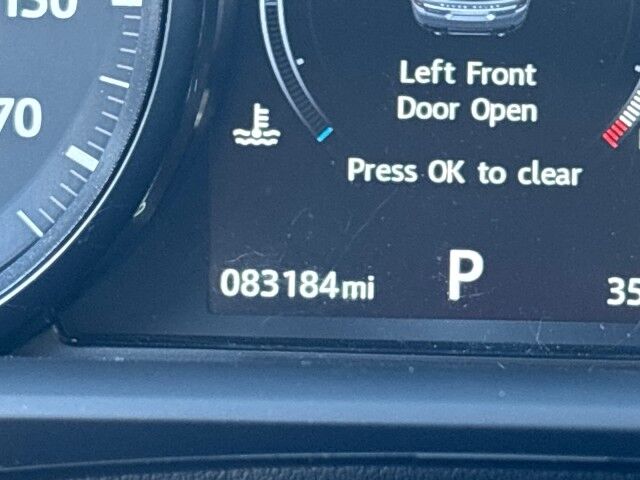 150
70
Left Front
Door Open
Press OK to clear
083184mi
P
35